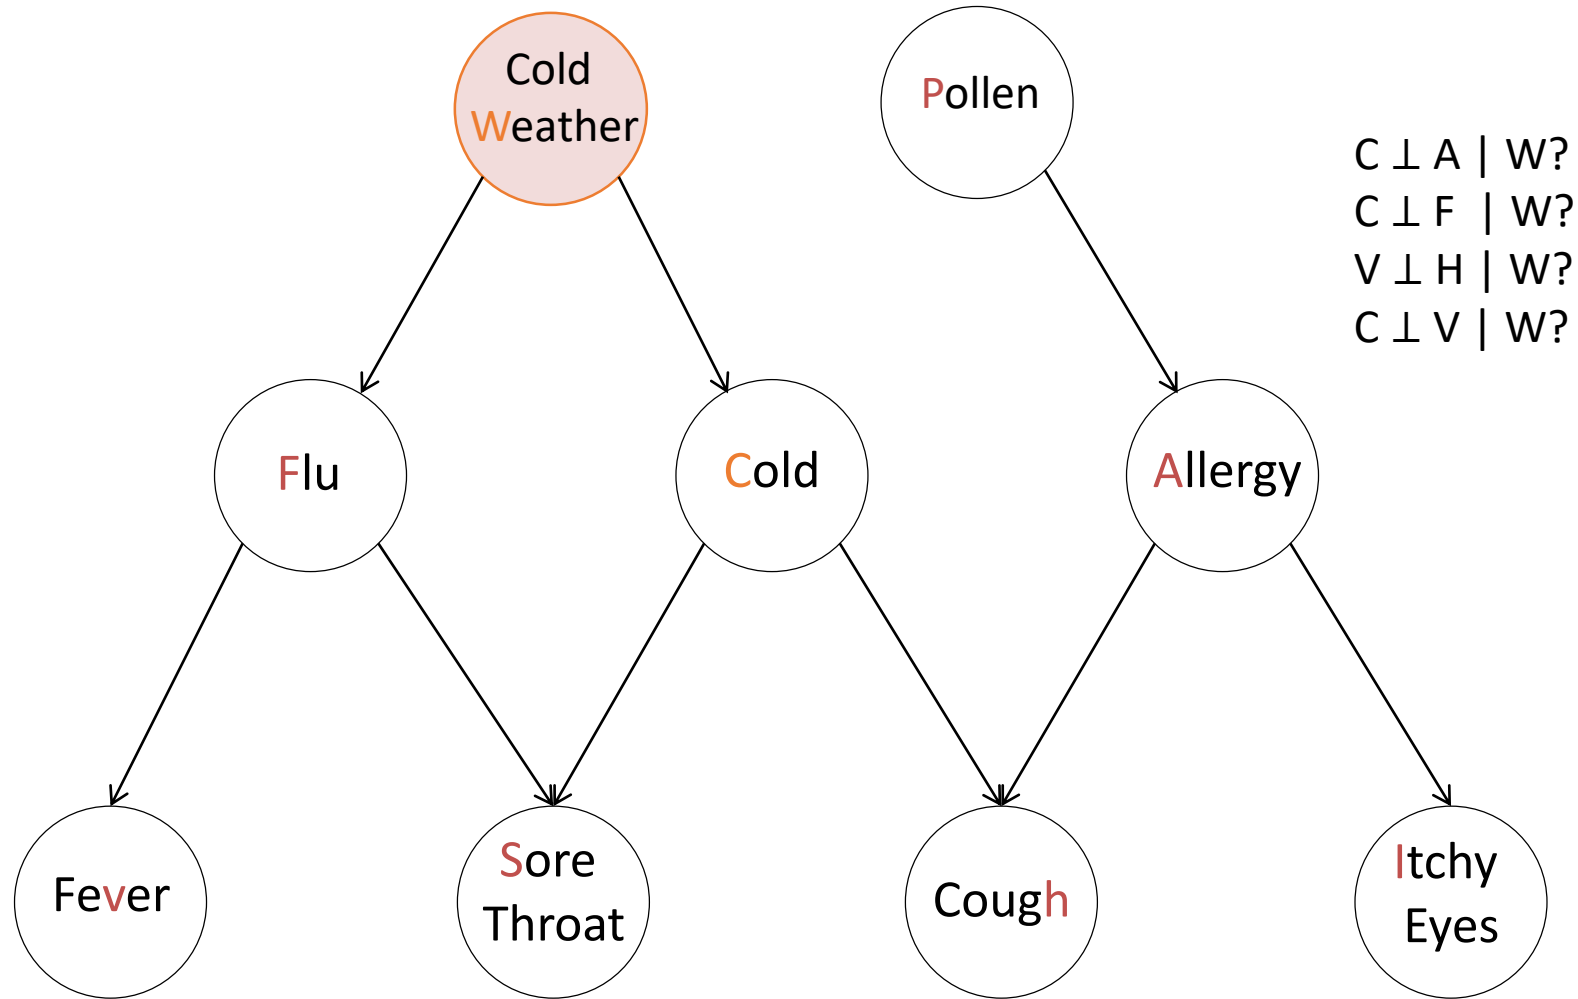 Cold
Weather
Pollen
C ⊥ A | W?
C ⊥ F | W?
V ⊥ H | W?
C ⊥ V | W?
Flu
Cold
Allergy
Fever
Sore
Throat
Cough
Itchy
Eyes